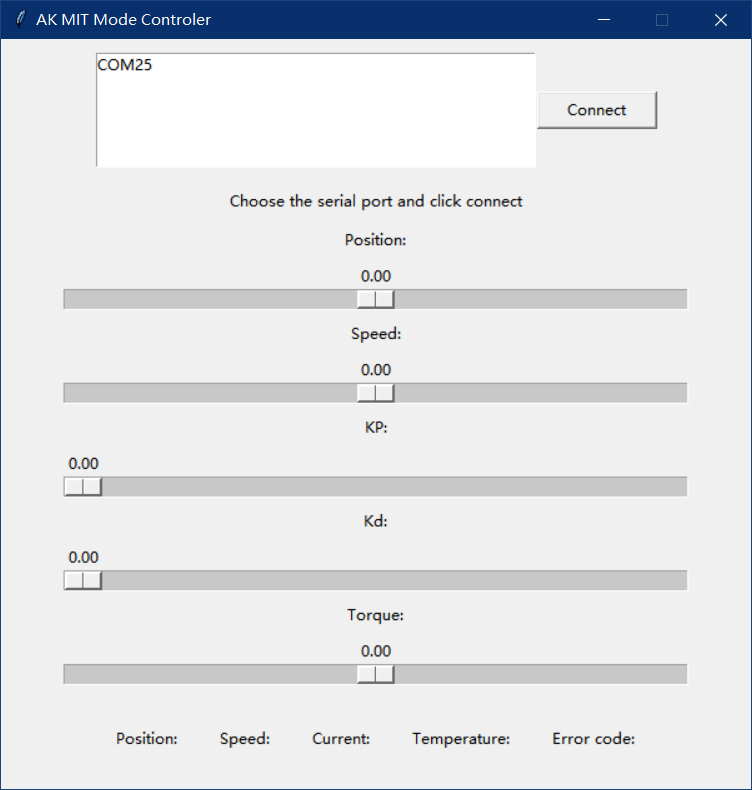 AK MIT Mode Controler
COM25
Connect
Choose the serial port and click connect
Position:
0.00
Speed:
0.00
KP:
0.00
Kd:
0.00
Torque:
0.00
Position: Speed: Current: Temperature: Error code: